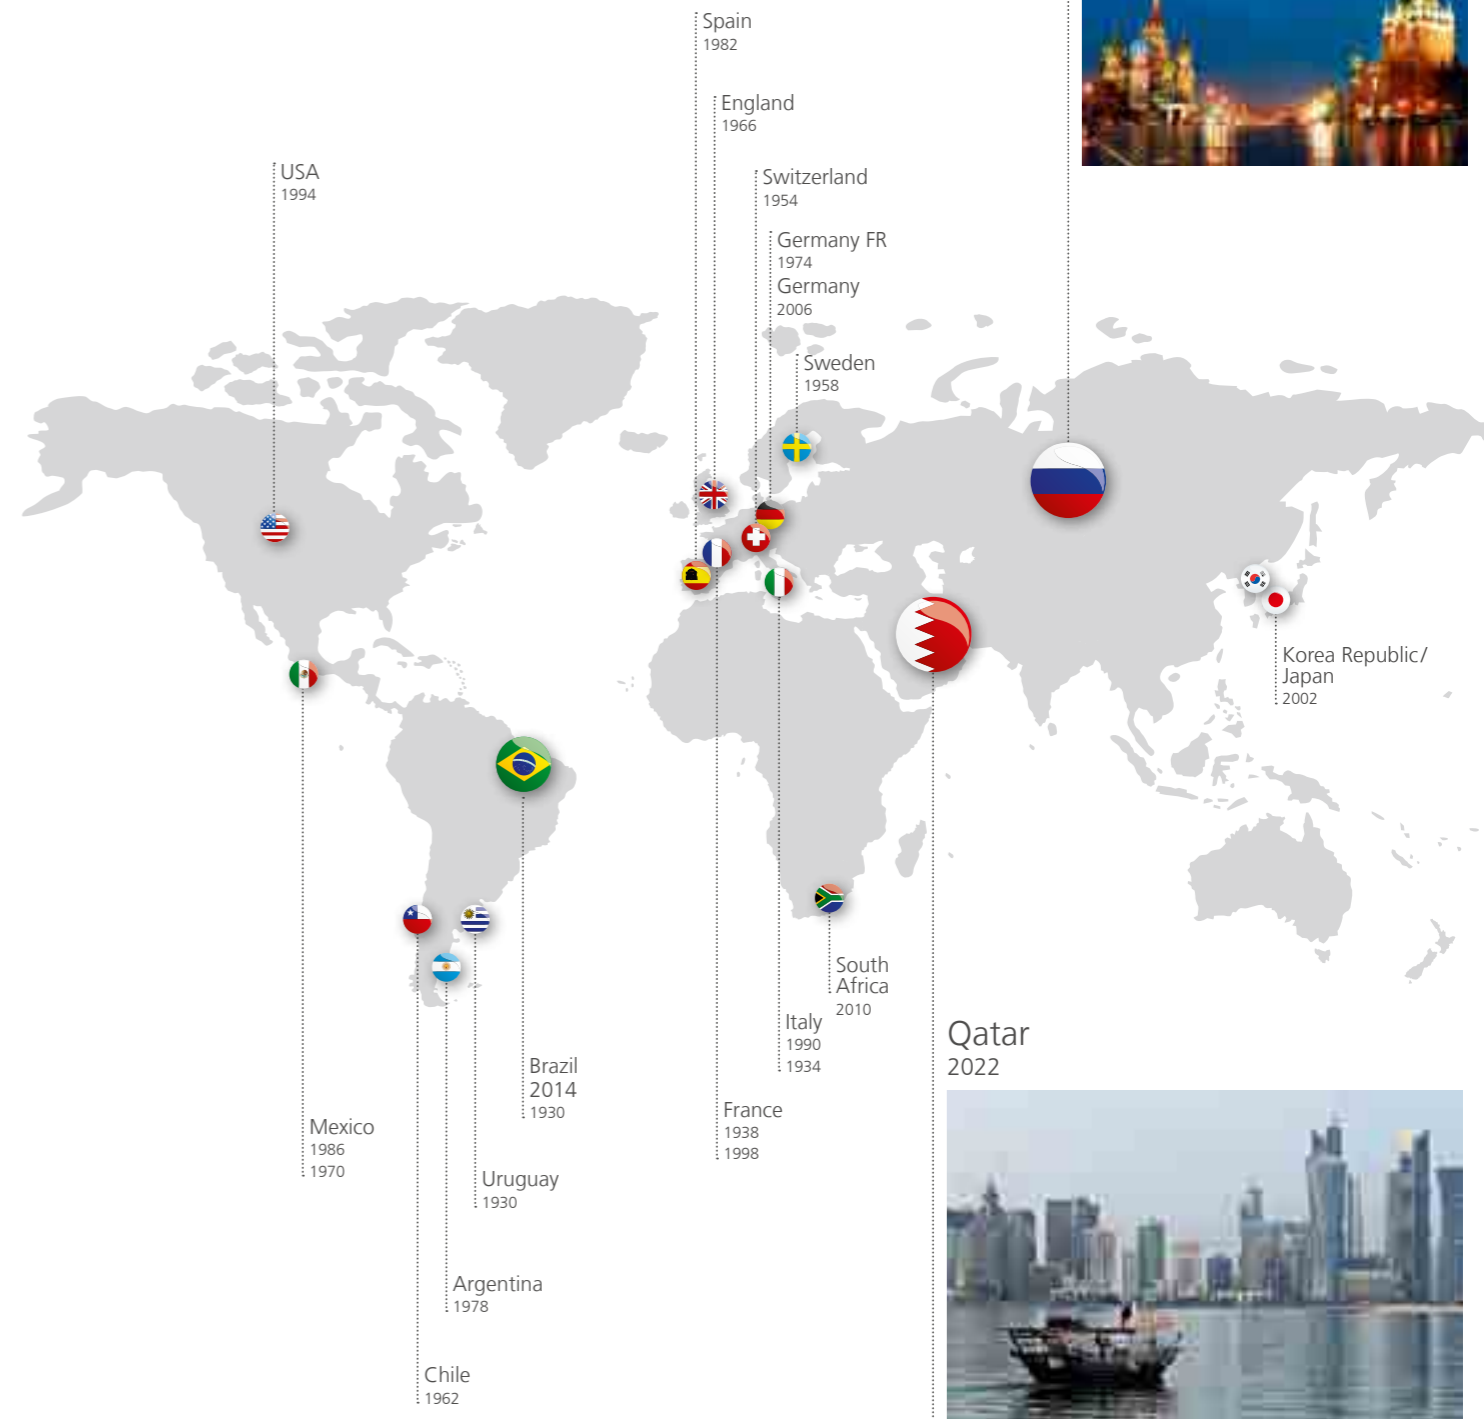 Spain
1982
England
1966
USA
1994
Switzerland
1954
Germany FR
1974
Germany
2006
Sweden
1958
Korea Republic/
Japan
2002
South
Africa
2010
Italy
1990
1934
Qatar
2022
Brazil
2014
1930
France
1938
1998
Mexico
1986
1970
Uruguay
1930
Argentina
1978
Chile
1962